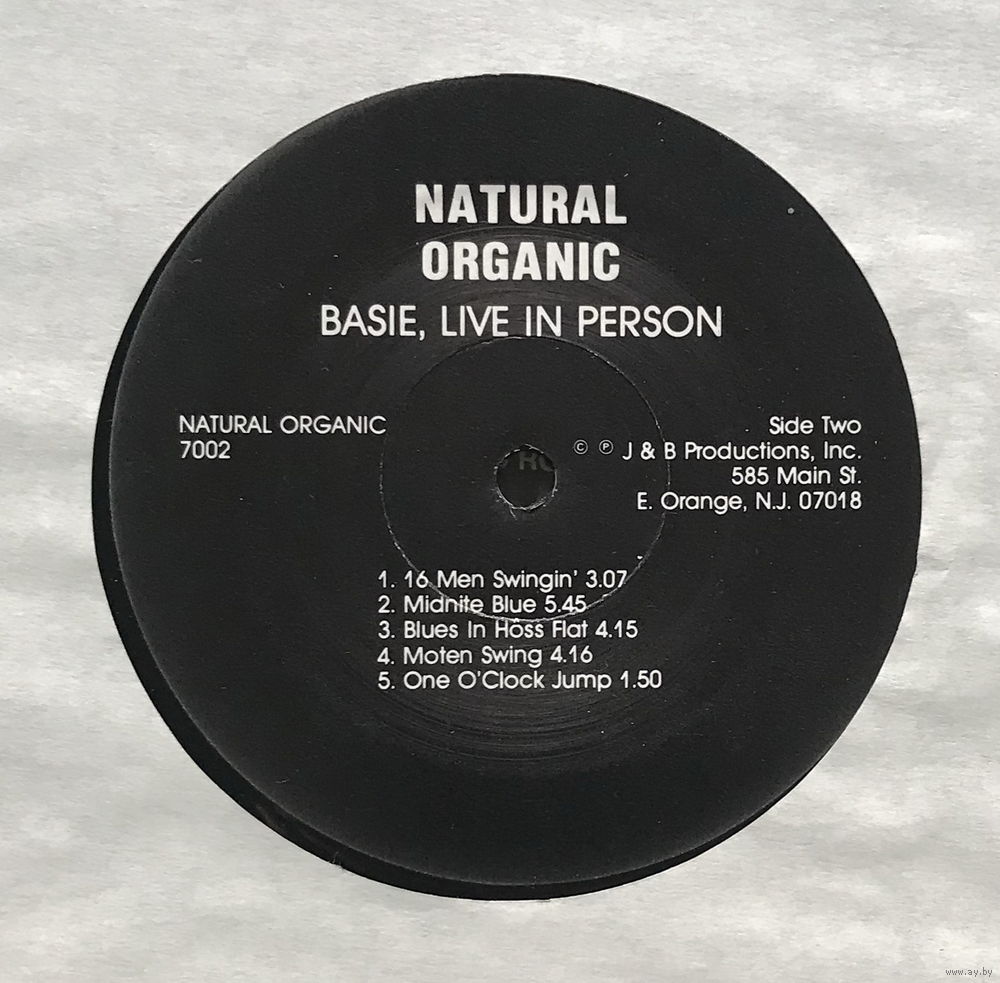 NATURAL
ORGANIC
BASIE, LIVE IN PERSON
NATURAL ORGANIC
7002
Side Two
© ℗ J & B Productions, Inc.
585 Main St.
E. Orange, N.J. 07018
1. 16 Men Swingin' 3.07
2. Midnite Blue 5.45
3. Blues In Hoss Flat 4.15
4. Moten Swing 4.16
5. One O'Clock Jump 1.50
www.ay.by